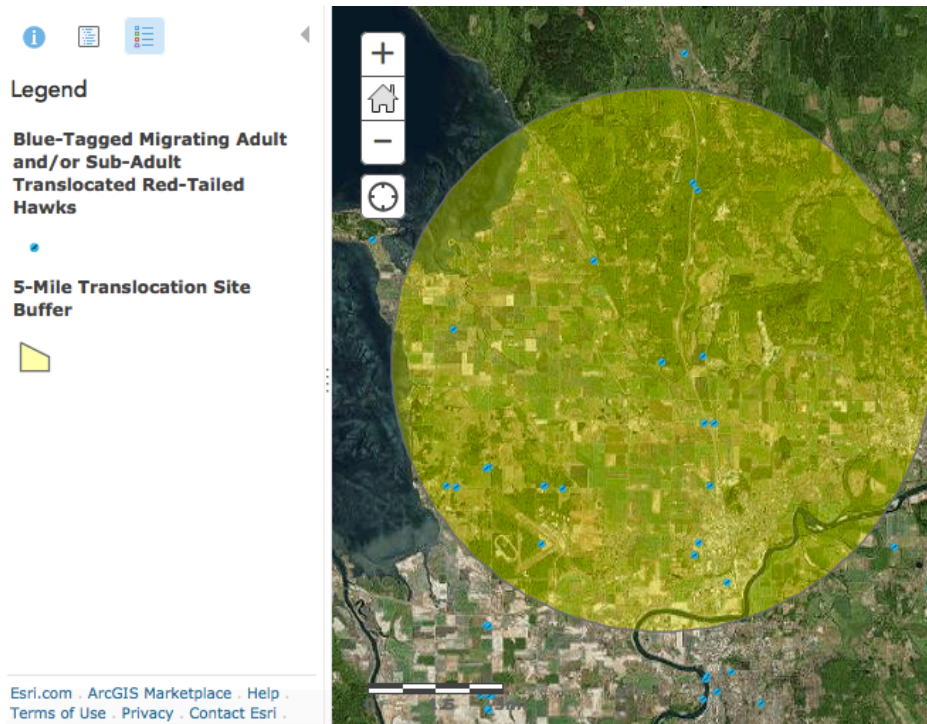 Legend
Blue-Tagged Migrating Adult
and/or Sub-Adult
Translocated Red-Tailed
Hawks
5-Mile Translocation Site
Buffer
Esri.com . ArcGIS Marketplace . Help .
Terms of Use . Privacy . Contact Esri .